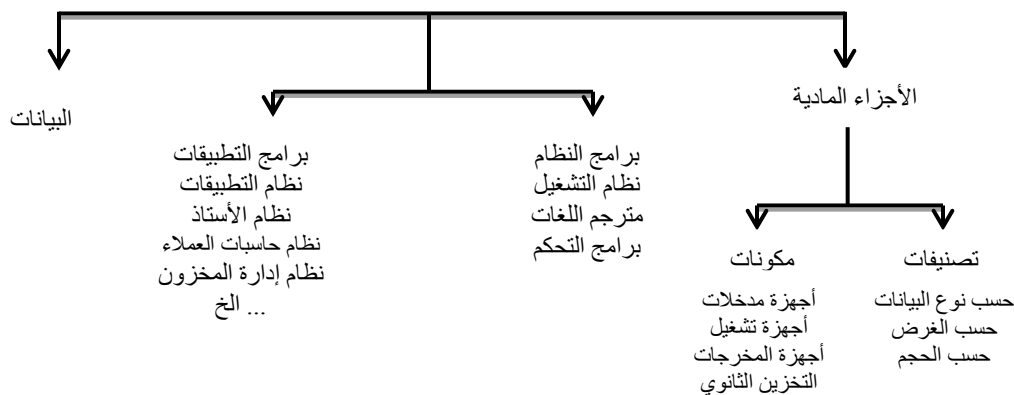 الأجزاء المادية
تصنيفات
حسب نوع البيانات
حسب الغرض
حسب الحجم
مكونات
أجهزة مدخلات
أجهزة تشغيل
أجهزة المخرجات
التخزين الثانوي
برامج النظام
نظام التشغيل
مترجم اللغات
برامج التحكم
برامج التطبيقات
نظام التطبيقات
نظام الأستاذ
نظام حاسبات العملاء
نظام إدارة المخزون
... الخ
البيانات